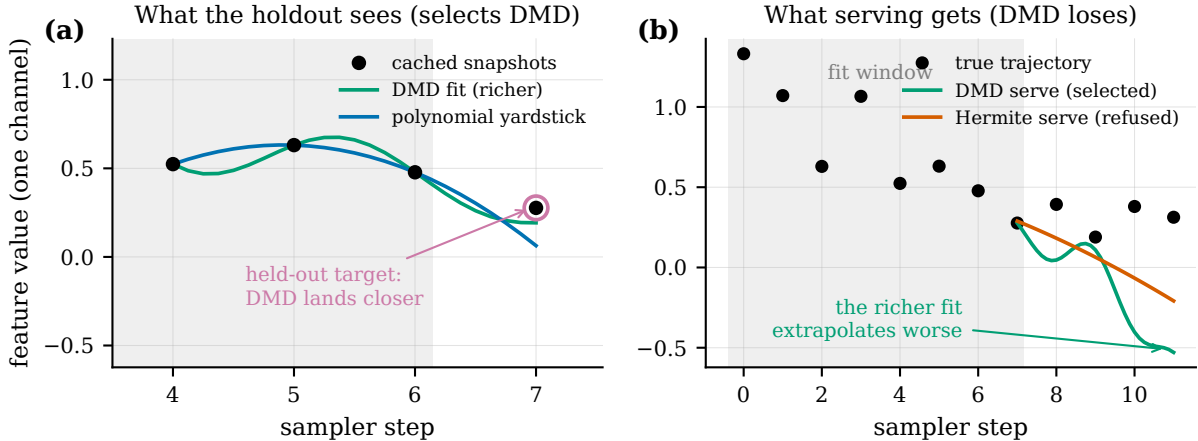 (a)
What the holdout sees (selects DMD)
feature value (one channel)
1.0
0.5
0.0
−0.5
cached snapshots
DMD fit (richer)
polynomial yardstick
held-out target:
DMD lands closer
4
5
6
7
sampler step
(b)
What serving gets (DMD loses)
1.0
0.5
0.0
−0.5
fit window
true trajectory
DMD serve (selected)
Hermite serve (refused)
the richer fit
extrapolates worse
0
2
4
6
8
10
sampler step